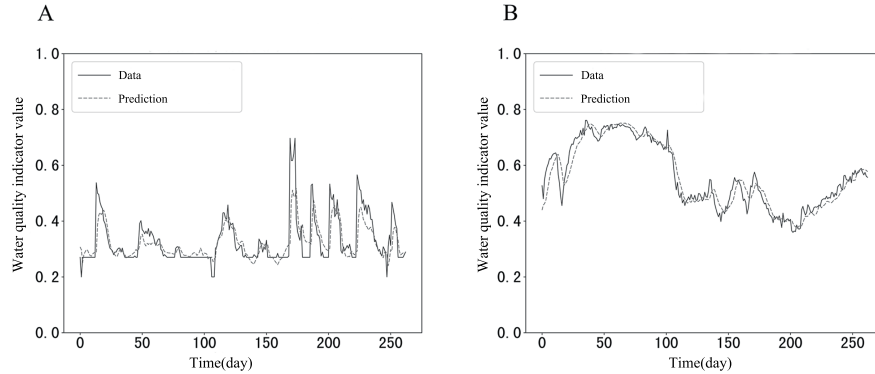 A
Water quality indicator value
1.0
0.8
0.6
0.4
0.2
0.0
Data
Prediction
0 50 100 150 200 250
Time(day)
B
Water quality indicator value
1.0
0.8
0.6
0.4
0.2
0.0
Data
Prediction
0 50 100 150 200 250
Time(day)